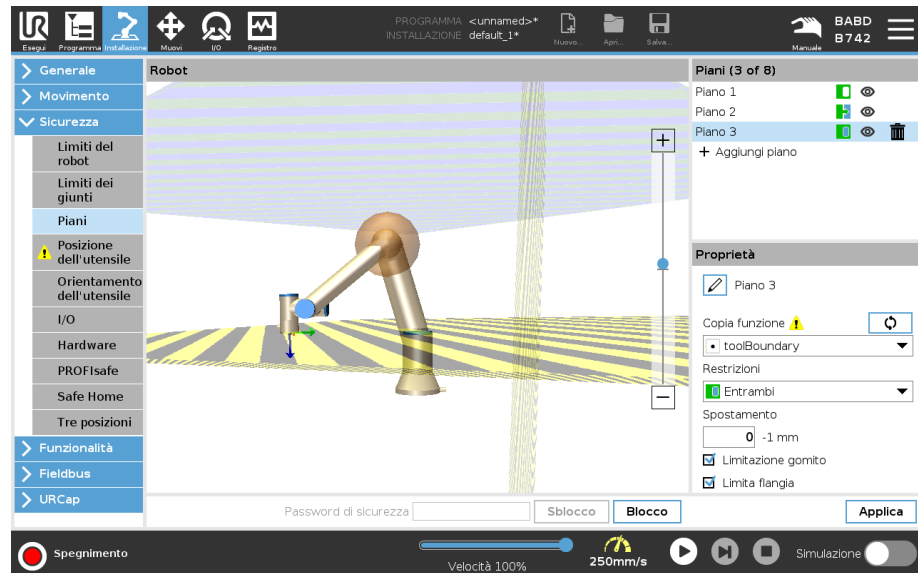 UR
PROGRAMMA <unnamed>*
INSTALLAZIONE default_1*
BABD
B742
Esegui
Programma
Installazione
Muovi
I/O
Registro
Nuovo...
Apri...
Salva...
Manuale
Generale
Movimento
Sicurezza
Limiti del
robot
Limiti dei
giunti
Piani
Posizione
dell'utensile
Orientamento
dell'utensile
I/O
Hardware
PROFIsafe
Safe Home
Tre posizioni
Funzionalità
Fieldbus
URCap
Robot
Password di sicurezza
Sblocco
Blocco
Piani (3 of 8)
Piano 1
Piano 2
Piano 3
+ Aggiungi piano
Proprietà
Piano 3
Copia funzione
toolBoundary
Restrizioni
Entrambi
Spostamento
0 -1 mm
Limitazione gomito
Limita flangia
Applica
Spegnimento
Velocità 100%
250mm/s
Simulazione